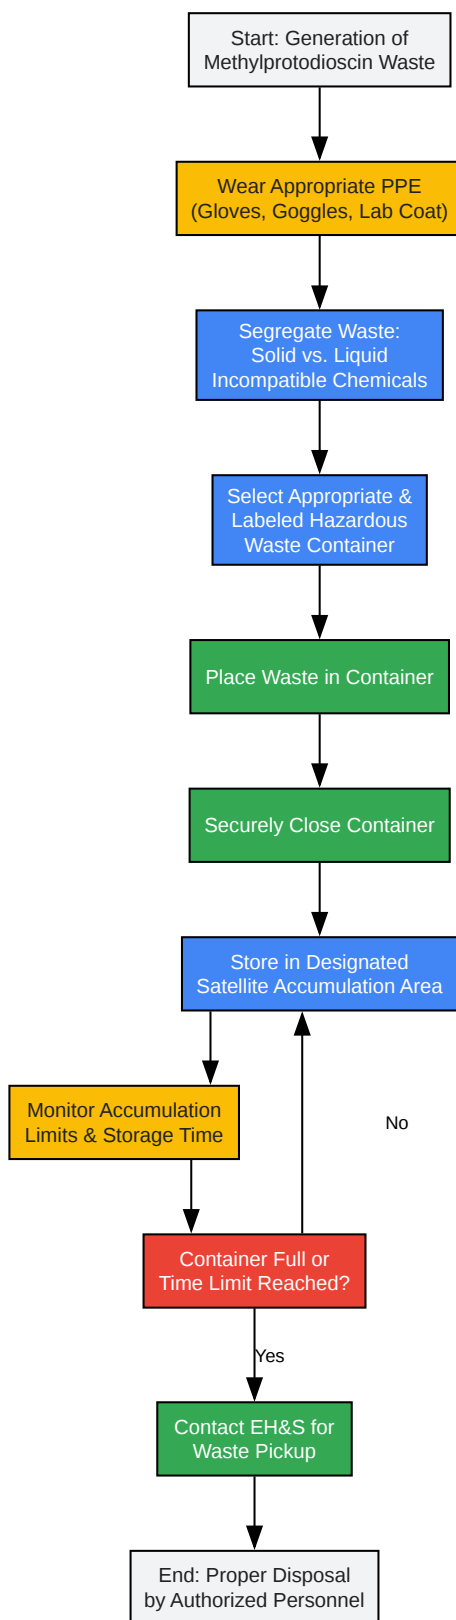 Start: Generation of
Methylprotodioscin Waste
Wear Appropriate PPE
(Gloves, Goggles, Lab Coat)
Segregate Waste:
Solid vs. Liquid
Incompatible Chemicals
Select Appropriate &
Labeled Hazardous
Waste Container
Place Waste in Container
Securely Close Container
Store in Designated
Satellite Accumulation Area
Monitor Accumulation
Limits & Storage Time
No
Container Full or
Time Limit Reached?
Yes
Contact EH&S for
Waste Pickup
End: Proper Disposal
by Authorized Personnel